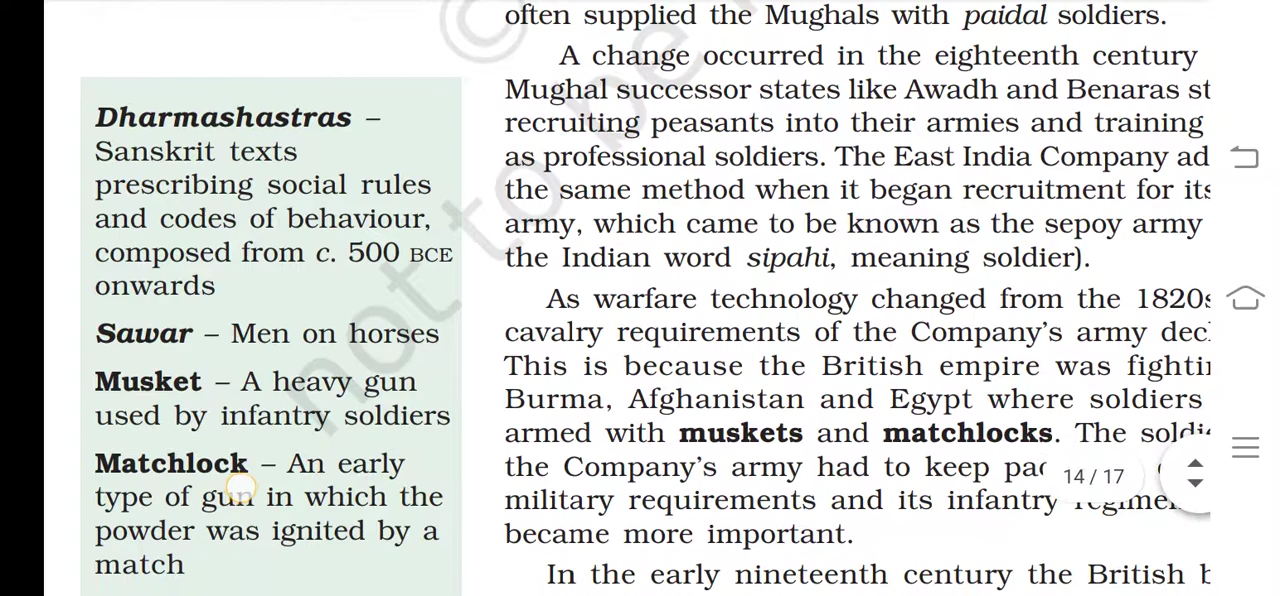 Dharmashastras –
Sanskrit texts
prescribing social rules
and codes of behaviour,
composed from c. 500 BCE
onwards
Sawar – Men on horses
Musket – A heavy gun
used by infantry soldiers
Matchlock – An early
type of gun in which the
powder was ignited by a
match
often supplied the Mughals with paidal soldiers.
A change occurred in the eighteenth century
Mughal successor states like Awadh and Benaras st
recruiting peasants into their armies and training
as professional soldiers. The East India Company ad
the same method when it began recruitment for its
army, which came to be known as the sepoy army
the Indian word sipahi, meaning soldier).
As warfare technology changed from the 1820s
cavalry requirements of the Company's army decl
This is because the British empire was fighti
Burma, Afghanistan and Egypt where soldiers
armed with muskets and matchlocks. The
the Company's army had to keep
military requirements and its infantry
became more important.
In the early nineteenth century the British
14 / 17
© not to be